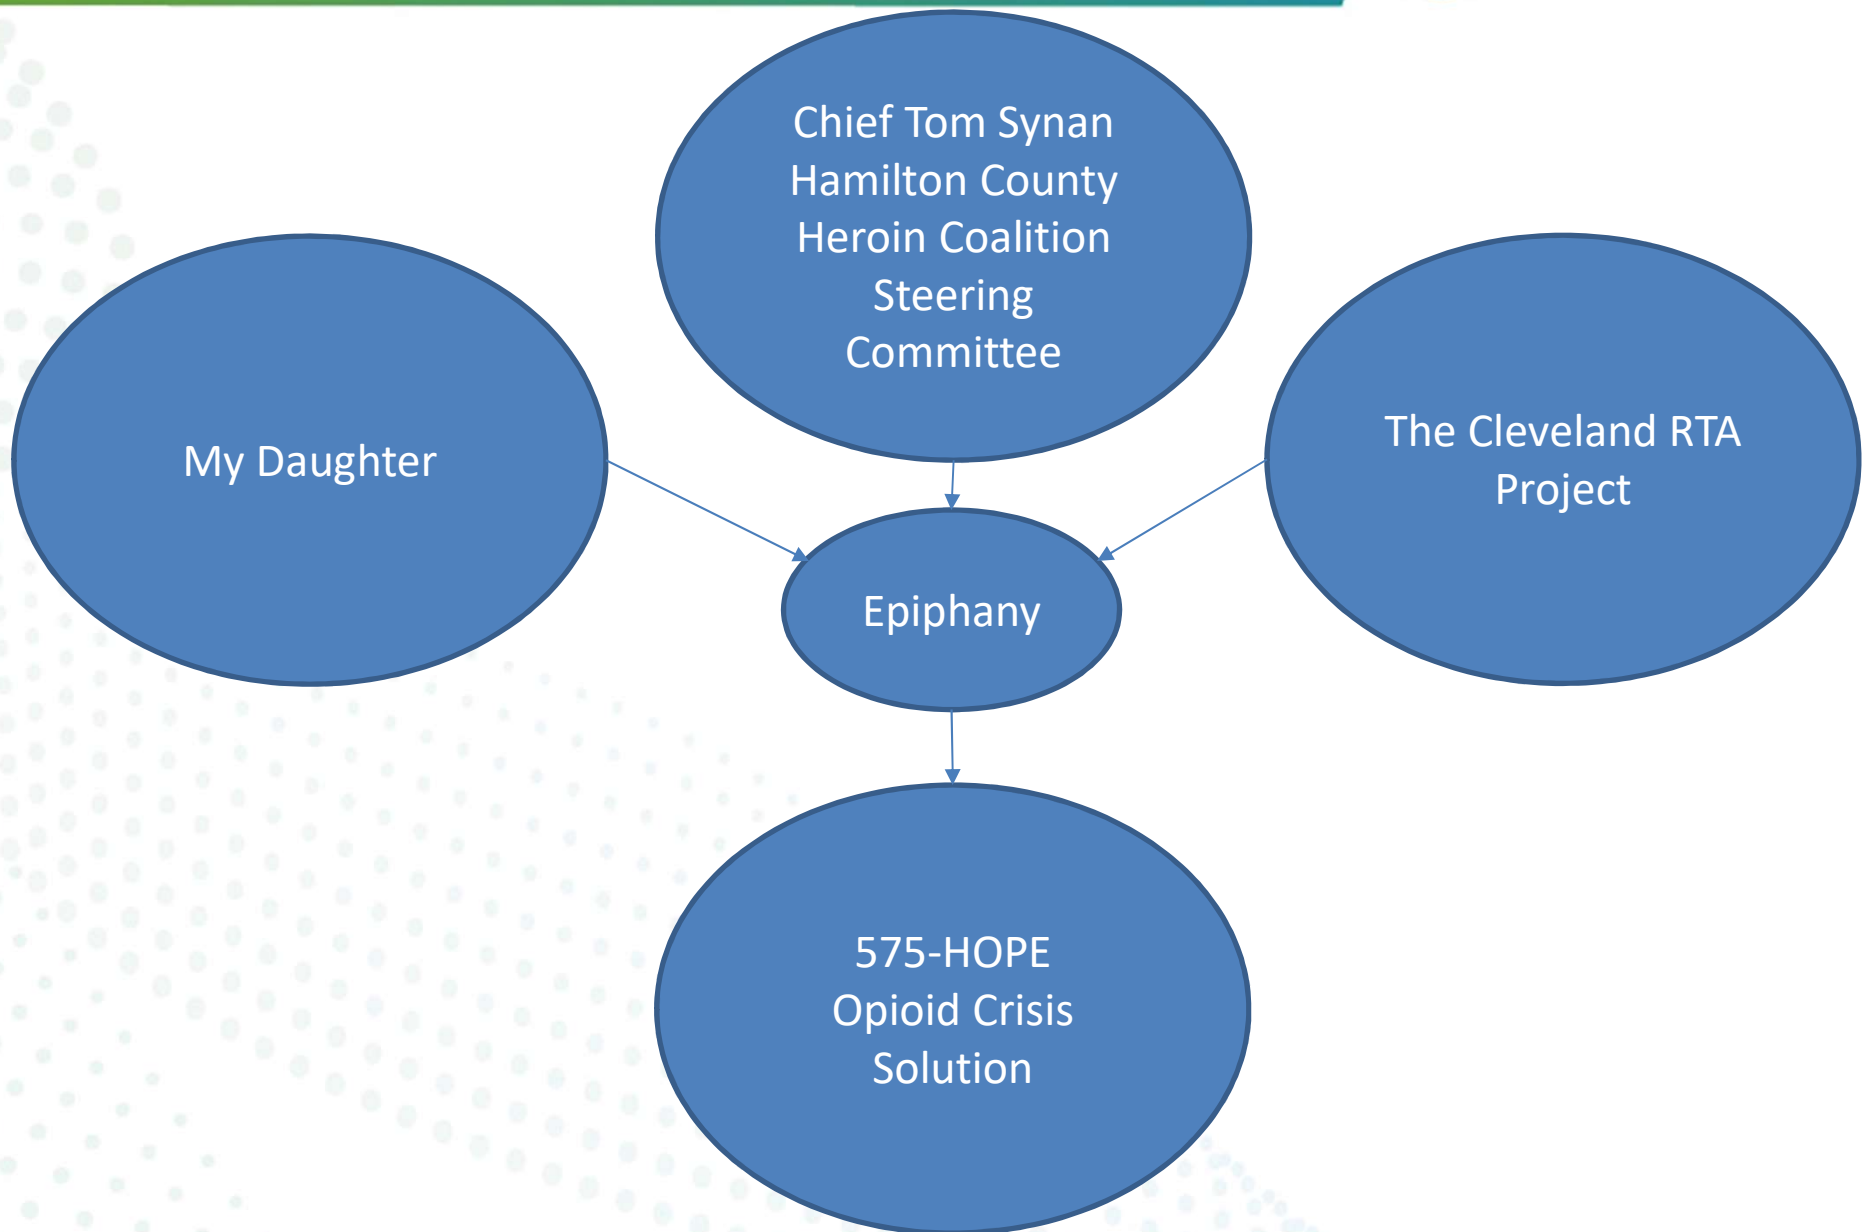 Chief Tom Synan
Hamilton County
Heroin Coalition
Steering
Committee
My Daughter
The Cleveland RTA
Project
Epiphany
575-HOPE
Opioid Crisis
Solution